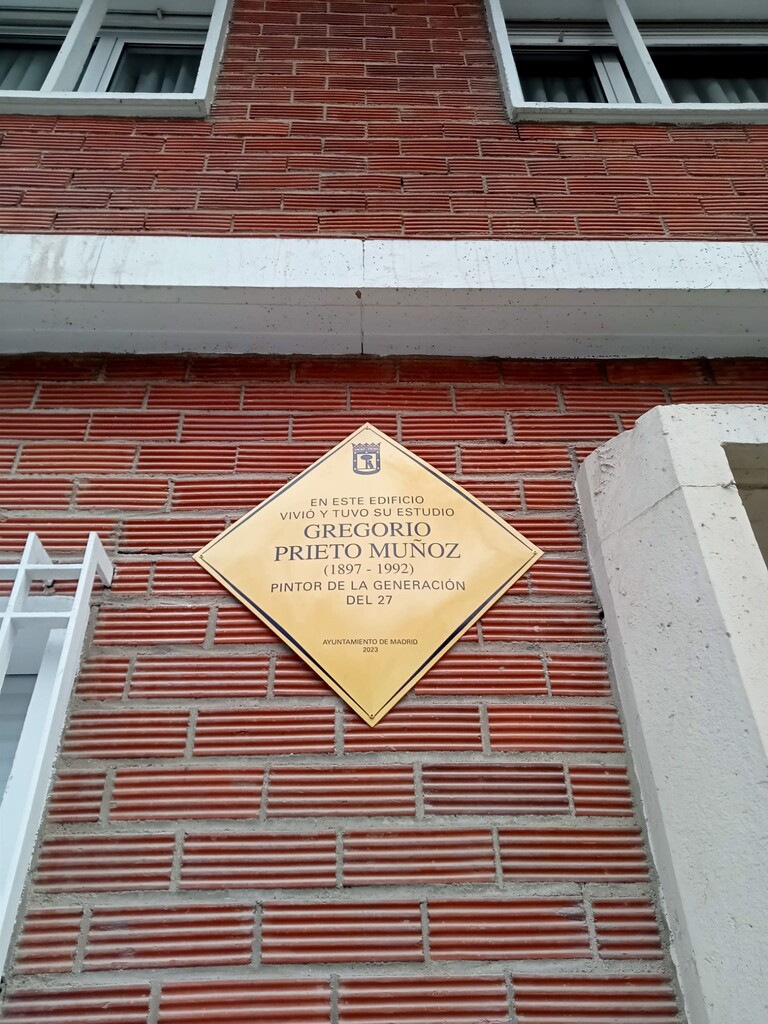 EN ESTE EDIFICIO
VIVIÓ Y TUVO SU ESTUDIO
GREGORIO
PRIETO MUÑOZ
(1897 - 1992)
PINTOR DE LA GENERACIÓN
DEL 27
AYUNTAMIENTO DE MADRID
2023